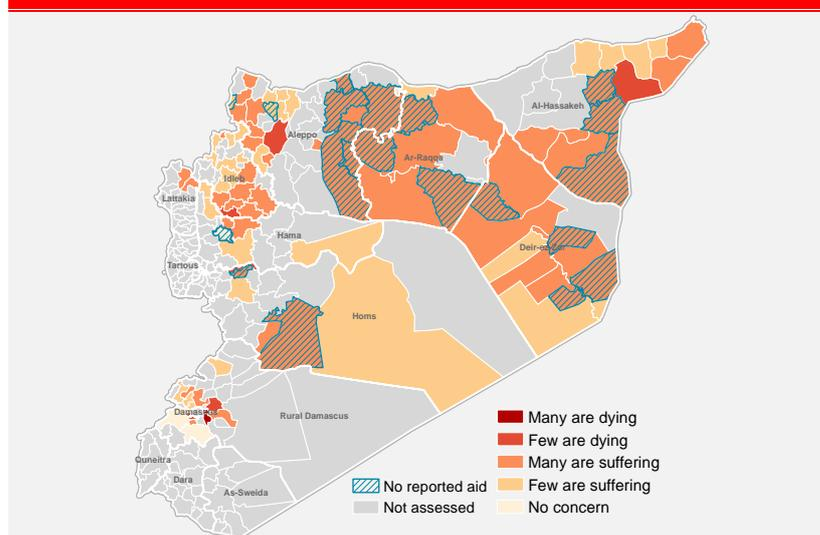 Al-Hassakeh
Aleppo
Ar-Raqqa
Idleb
Lattakia
Hama
Deir-ez-Zor
Tartous
Homs
Damascus
Rural Damascus
Quneitra
Dara
As-Sweida
Many are dying
Few are dying
Many are suffering
No reported aid
Few are suffering
Not assessed
No concern